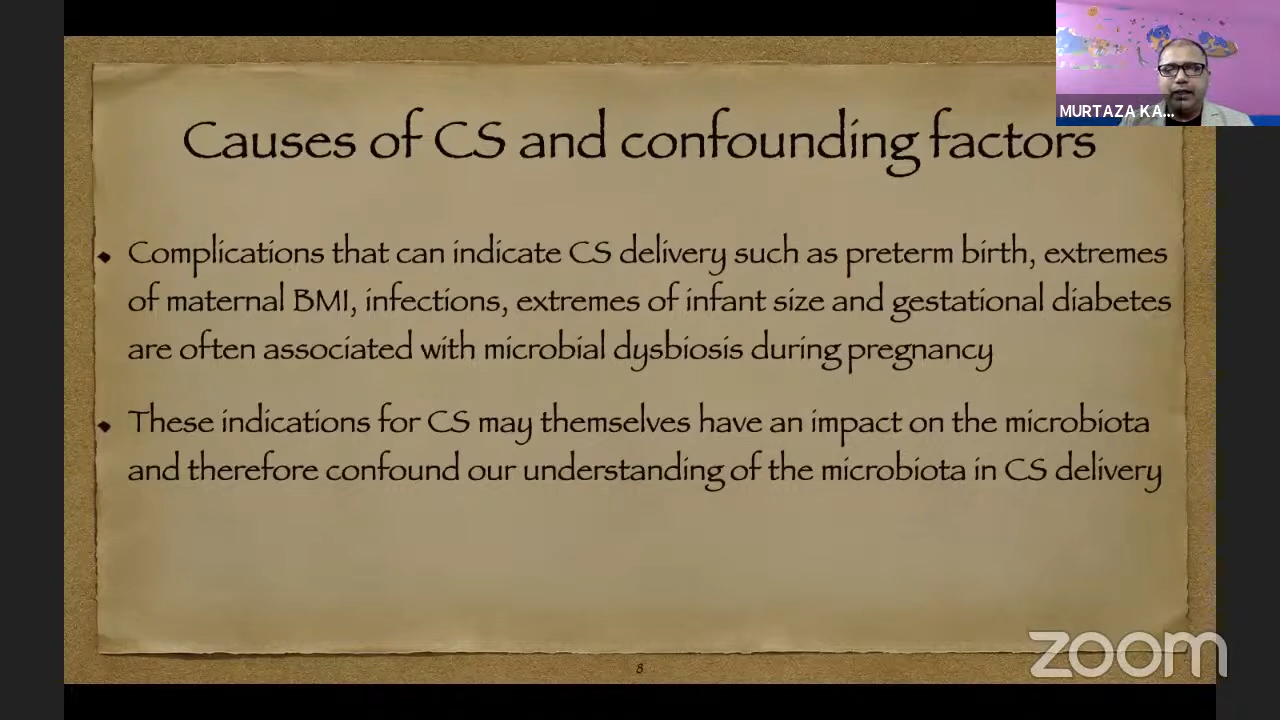 MURTAZA KA...
Causes of CS and confounding factors
• Complications that can indicate CS delivery such as preterm birth, extremes
of maternal BMI, infections, extremes of infant size and gestational diabetes
are often associated with microbial dysbiosis during pregnancy
• These indications for CS may themselves have an impact on the microbiota
and therefore confound our understanding of the microbiota in CS delivery
8
zoom